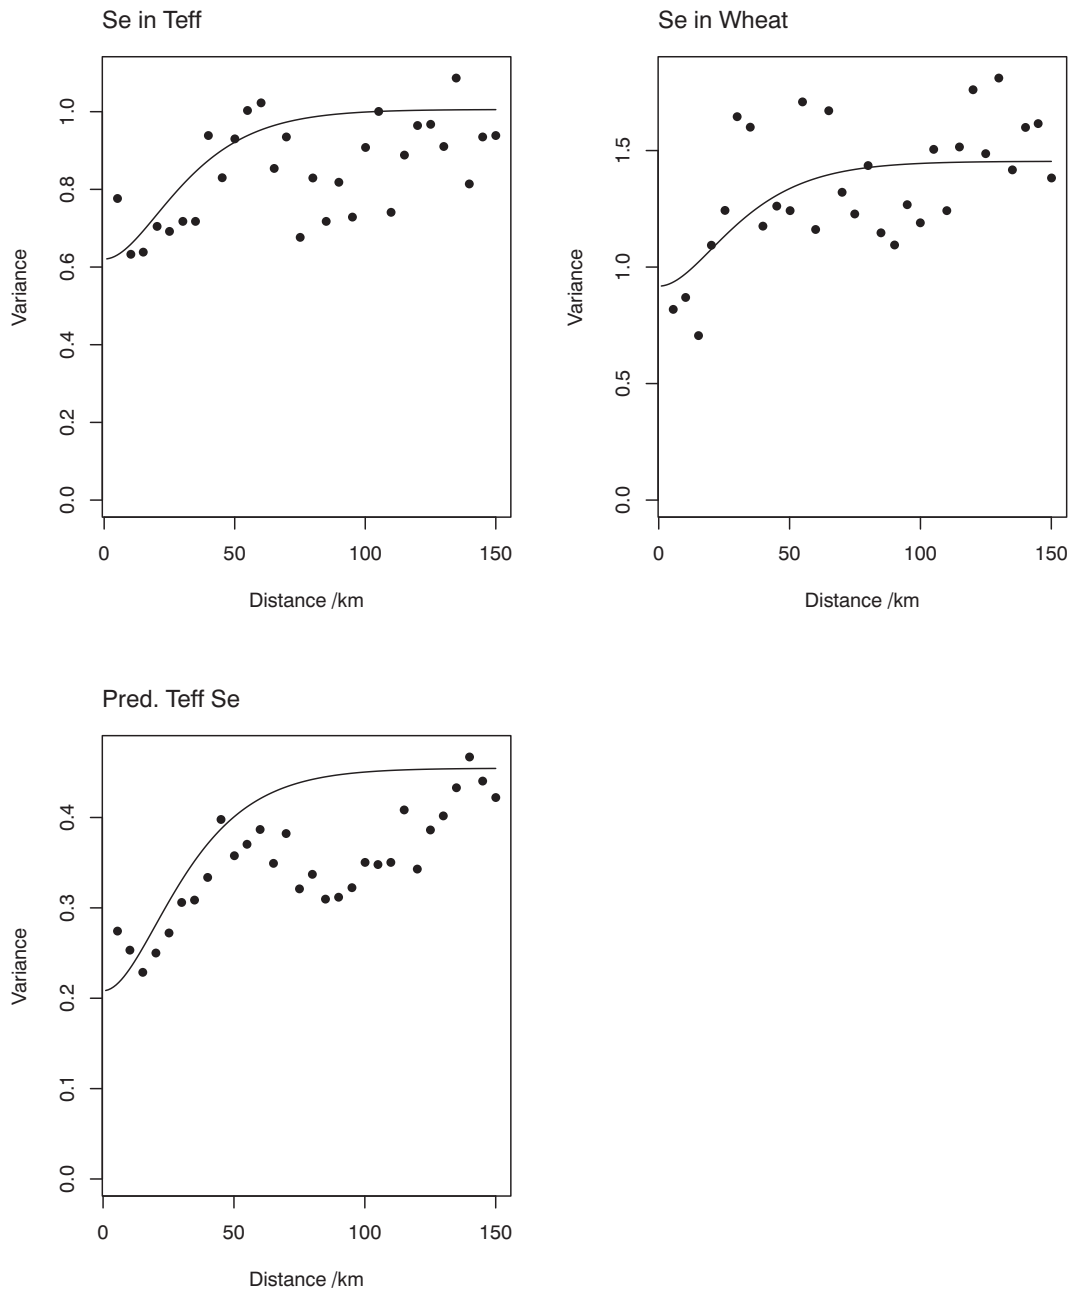 Se in Teff
Variance
0.0 0.2 0.4 0.6 0.8 1.0
0 50 100 150
Distance /km
Se in Wheat
Variance
0.0 0.5 1.0 1.5
0 50 100 150
Distance /km
Pred. Teff Se
Variance
0.0 0.1 0.2 0.3 0.4
0 50 100 150
Distance /km